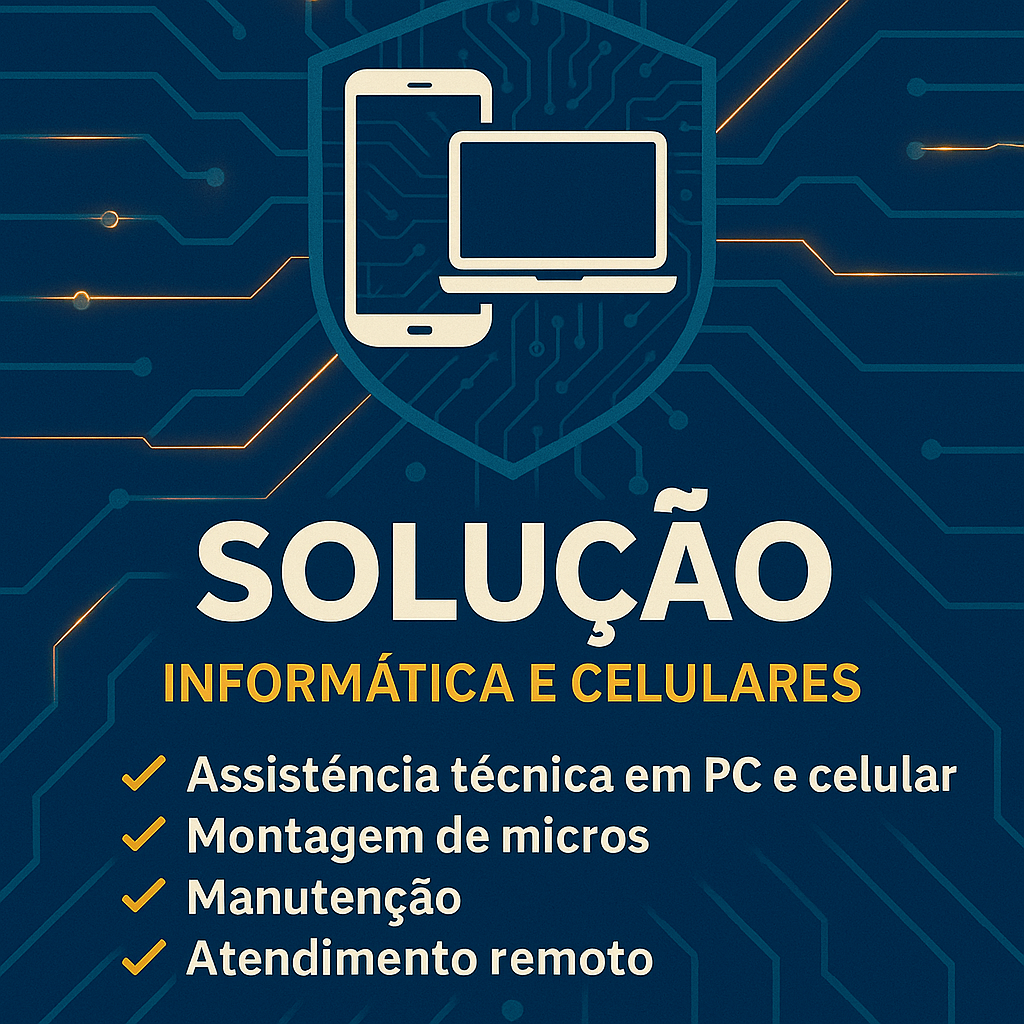 SOLUÇÃO
INFORMÁTICA E CELULARES
Assisténcia técnica em PC e celular
Montagem de micros
Manutenção
Atendimento remoto